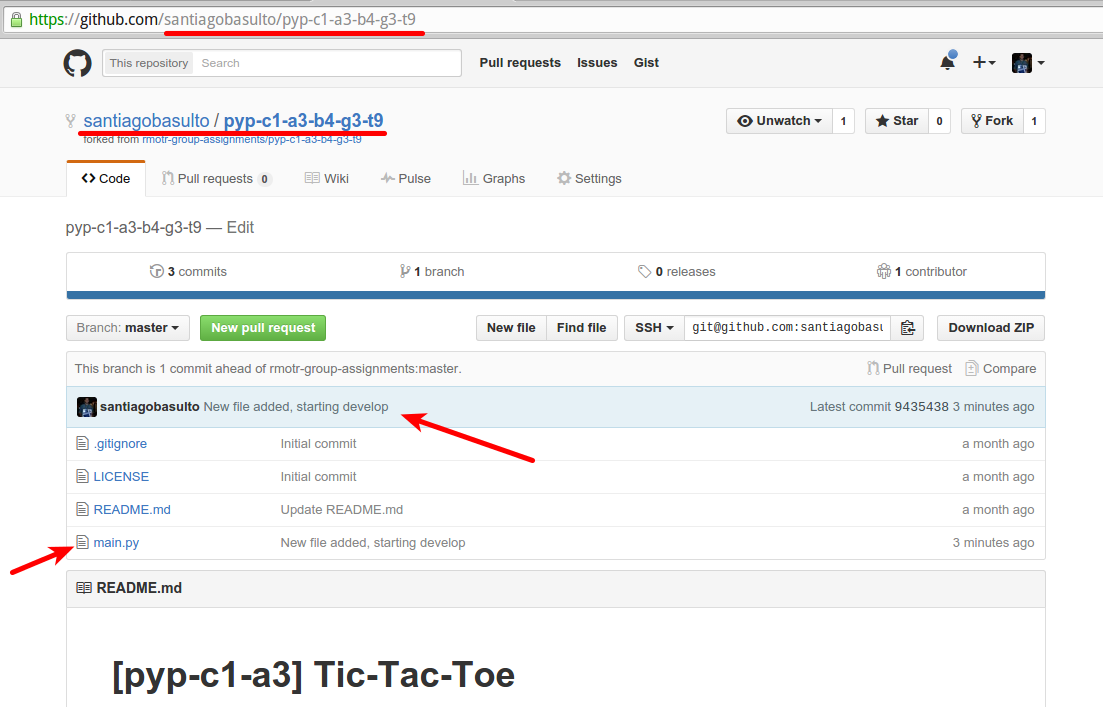 https://github.com/santiagobasulto/pyp-c1-a3-b4-g3-t9
This repository Search Pull requests Issues Gist
santiagobasulto / pyp-c1-a3-b4-g3-t9 Unwatch 1 Star 0 Fork 1
forked from rmotr-group-assignments/pyp-c1-a3-b4-g3-t9
Code Pull requests 0 Wiki Pulse Graphs Settings
pyp-c1-a3-b4-g3-t9 — Edit
3 commits 1 branch 0 releases 1 contributor
Branch: master New pull request New file Find file SSH git@github.com:santiagobasu Download ZIP
This branch is 1 commit ahead of rmotr-group-assignments:master. Pull request Compare
santiagobasulto New file added, starting develop Latest commit 9435438 3 minutes ago
.gitignore Initial commit a month ago
LICENSE Initial commit a month ago
README.md Update README.md a month ago
main.py New file added, starting develop 3 minutes ago
README.md
[pyp-c1-a3] Tic-Tac-Toe